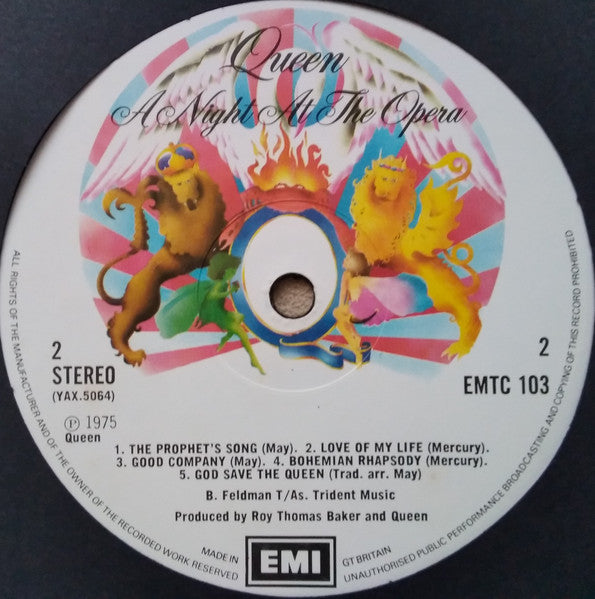 Queen
A Night At The Opera
2
STEREO
(YAX.5064)
2
EMTC 103
Ⓟ 1975
Queen
1. THE PROPHET'S SONG (May). 2. LOVE OF MY LIFE (Mercury).
3. GOOD COMPANY (May). 4. BOHEMIAN RHAPSODY (Mercury).
5. GOD SAVE THE QUEEN (Trad. arr. May)
B. Feldman T/As. Trident Music
Produced by Roy Thomas Baker and Queen
ALL RIGHTS OF THE MANUFACTURER AND OF THE OWNER OF THE RECORDED WORK RESERVED
UNAUTHORISED PUBLIC PERFORMANCE BROADCASTING AND COPYING OF THIS RECORD PROHIBITED
MADE IN
EMI
GT BRITAIN